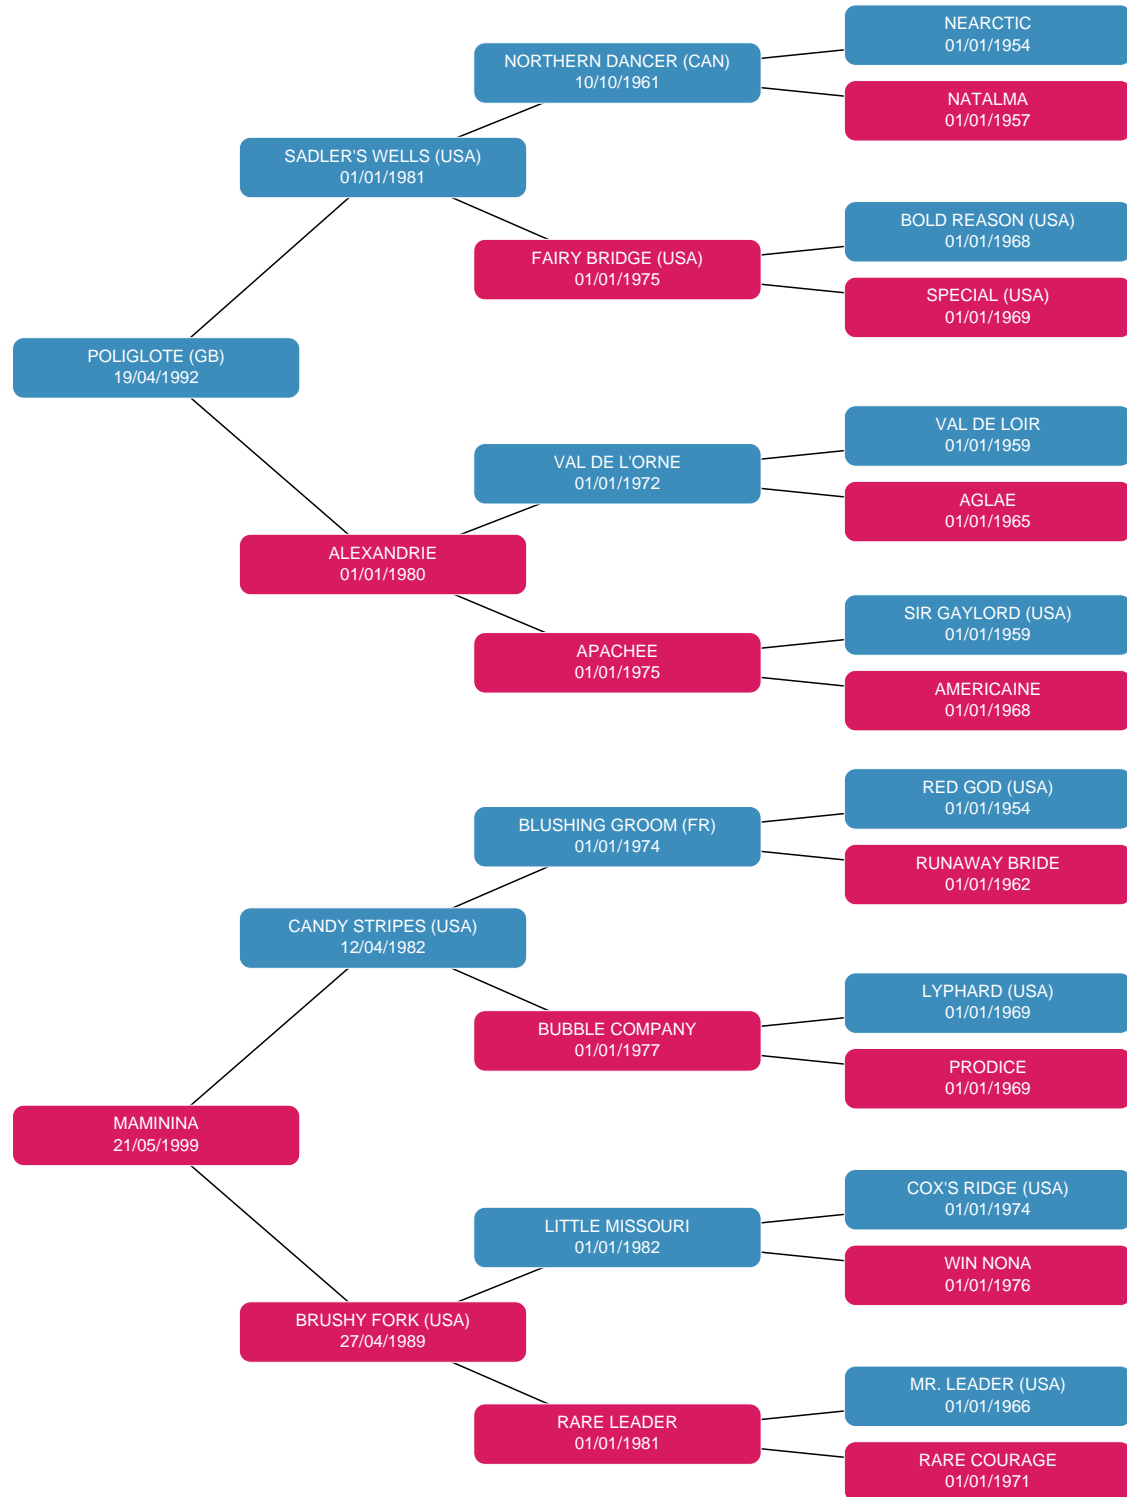 NEARCTIC
01/01/1954
NORTHERN DANCER (CAN)
10/10/1961
NATALMA
01/01/1957
SADLER'S WELLS (USA)
01/01/1981
BOLD REASON (USA)
01/01/1968
FAIRY BRIDGE (USA)
01/01/1975
SPECIAL (USA)
01/01/1969
POLIGLOTE (GB)
19/04/1992
VAL DE LOIR
01/01/1959
VAL DE L'ORNE
01/01/1972
AGLAE
01/01/1965
ALEXANDRIE
01/01/1980
SIR GAYLORD (USA)
01/01/1959
APACHEE
01/01/1975
AMERICAINE
01/01/1968
RED GOD (USA)
01/01/1954
BLUSHING GROOM (FR)
01/01/1974
RUNAWAY BRIDE
01/01/1962
CANDY STRIPES (USA)
12/04/1982
LYPHARD (USA)
01/01/1969
BUBBLE COMPANY
01/01/1977
PRODICE
01/01/1969
MAMININA
21/05/1999
COX'S RIDGE (USA)
01/01/1974
LITTLE MISSOURI
01/01/1982
WIN NONA
01/01/1976
BRUSHY FORK (USA)
27/04/1989
MR. LEADER (USA)
01/01/1966
RARE LEADER
01/01/1981
RARE COURAGE
01/01/1971